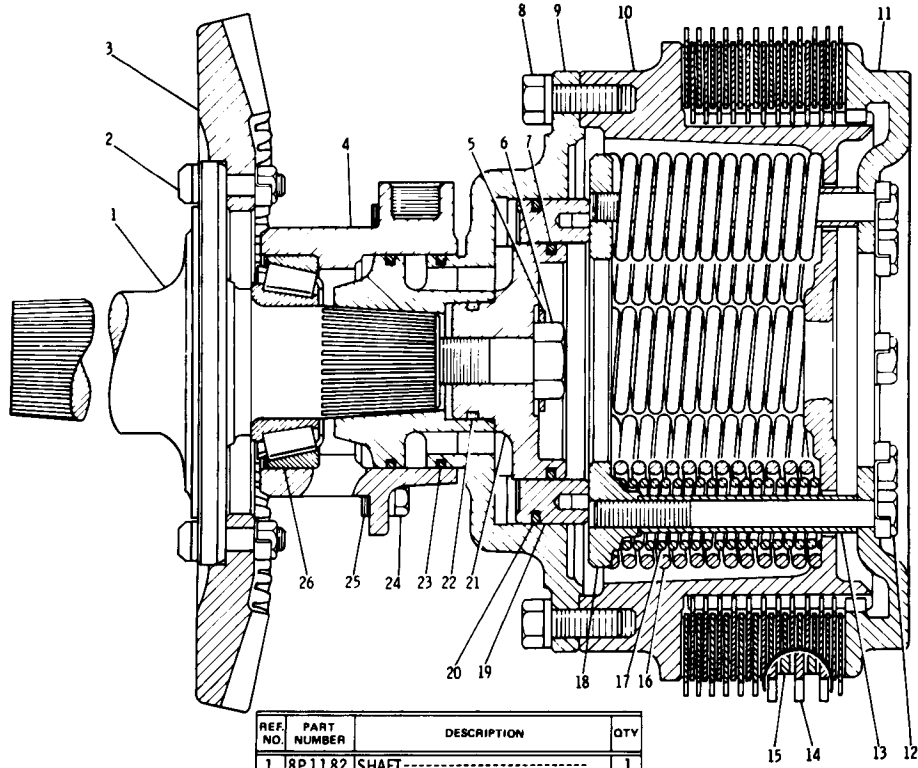 8 9 10 11
3
2
7
6
4
5
1
26 25 24 23 22 21
20 19 18 17 16
15 14 13 12
REF. NO. PART NUMBER DESCRIPTION QTY
1 8P1182 SHAFT-------------------------- 1